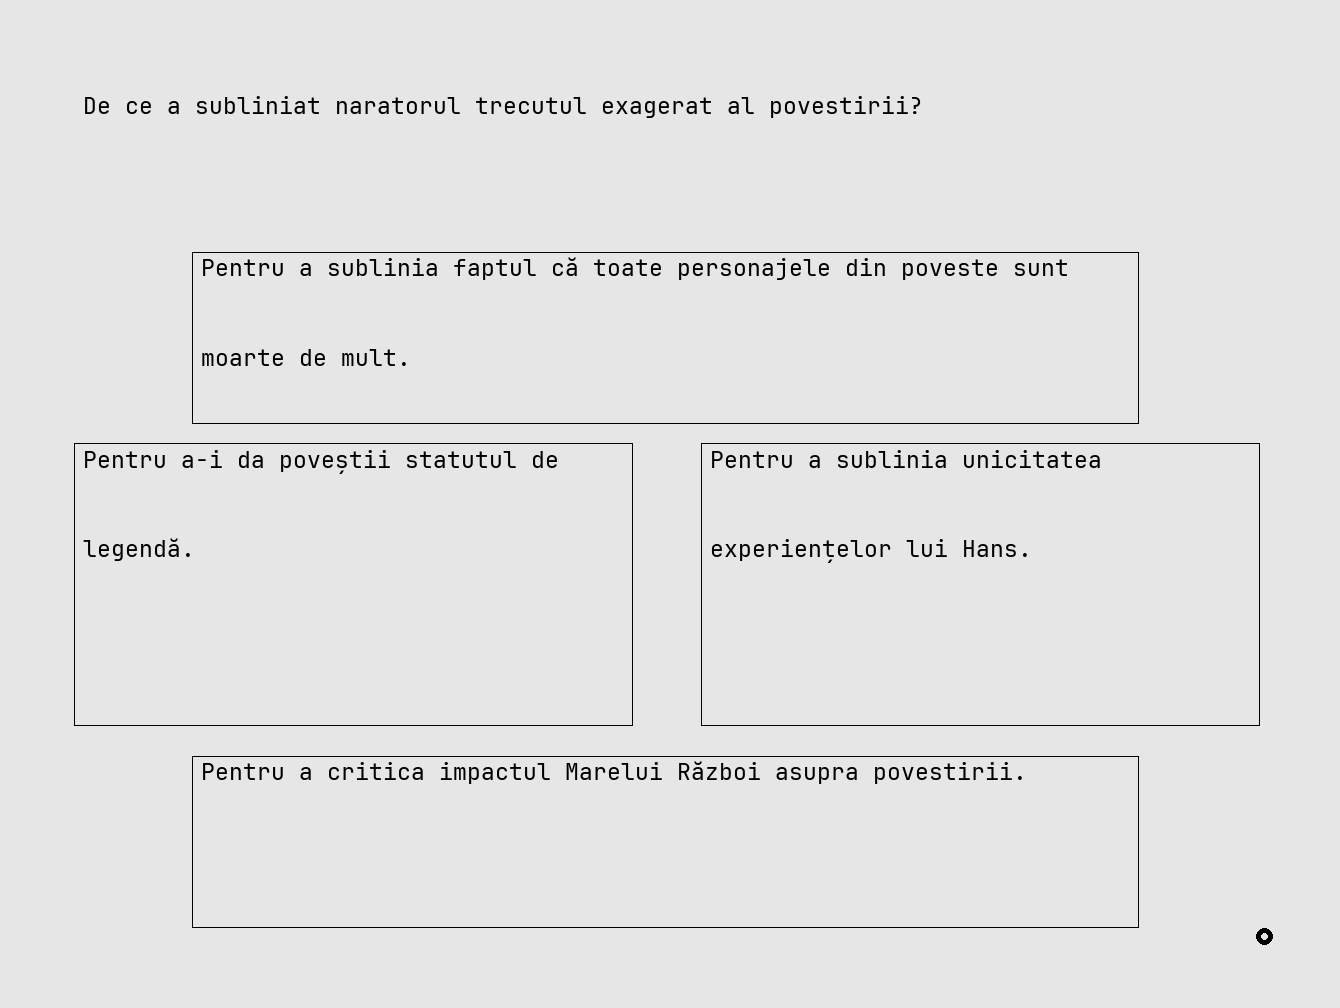 De ce a subliniat naratorul trecutul exagerat al povestirii?
Pentru a sublinia faptul că toate personajele din poveste sunt
moarte de mult.
Pentru a-i da poveștii statutul de
legendă.
Pentru a sublinia unicitatea
experiențelor lui Hans.
Pentru a critica impactul Marelui Război asupra povestirii.